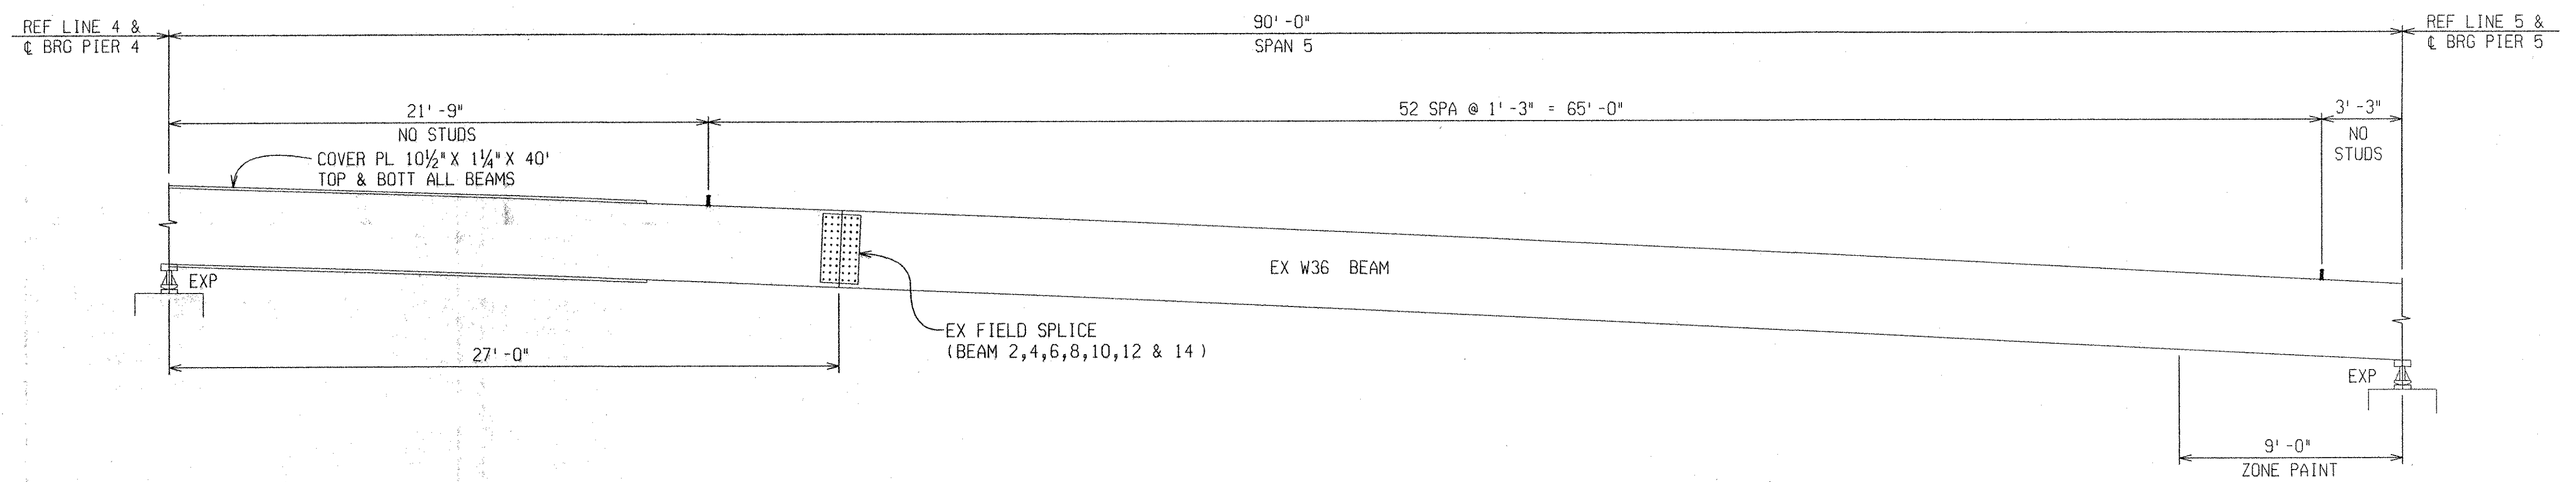 REF LINE 4 &
℄ BRG PIER 4
90'-0"
SPAN 5
REF LINE 5 &
℄ BRG PIER 5
21'-9"
NO STUDS
52 SPA @ 1'-3" = 65'-0"
3'-3"
NO
STUDS
COVER PL 10½" X 1¼" X 40'
TOP & BOTT ALL BEAMS
EXP
EX W36 BEAM
EX FIELD SPLICE
(BEAM 2,4,6,8,10,12 & 14 )
27'-0"
EXP
9'-0"
ZONE PAINT